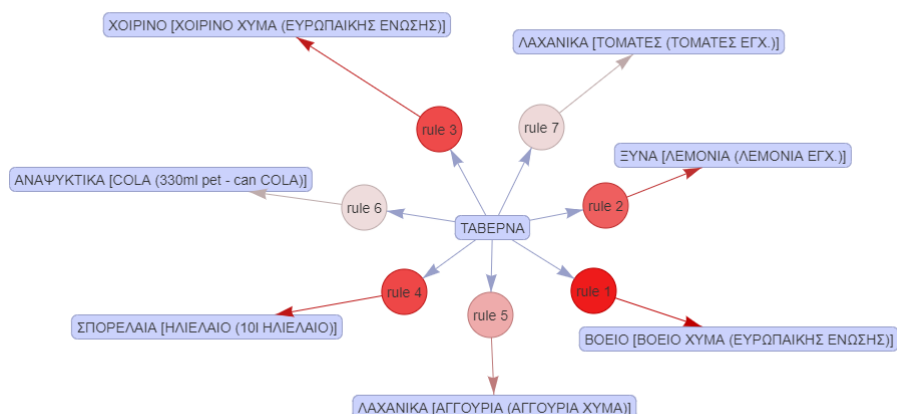 ΧΟΙΡΙΝΟ [ΧΟΙΡΙΝΟ ΧΥΜΑ (ΕΥΡΩΠΑΙΚΗΣ ΕΝΩΣΗΣ)]
ΛΑΧΑΝΙΚΑ [ΤΟΜΑΤΕΣ (ΤΟΜΑΤΕΣ ΕΓΧ.)]
rule 3
rule 7
ΞΥΝΑ [ΛΕΜΟΝΙΑ (ΛΕΜΟΝΙΑ ΕΓΧ.)]
ΑΝΑΨΥΚΤΙΚΑ [COLA (330ml pet - can COLA)]
rule 6
rule 2
ΤΑΒΕΡΝΑ
rule 4
rule 1
rule 5
ΣΠΟΡΕΛΑΙΑ [ΗΛΙΕΛΑΙΟ (10l ΗΛΙΕΛΑΙΟ)]
ΒΟΕΙΟ [ΒΟΕΙΟ ΧΥΜΑ (ΕΥΡΩΠΑΙΚΗΣ ΕΝΩΣΗΣ)]
ΛΑΧΑΝΙΚΑ [ΑΓΓΟΥΡΙΑ (ΑΓΓΟΥΡΙΑ ΧΥΜΑ)]